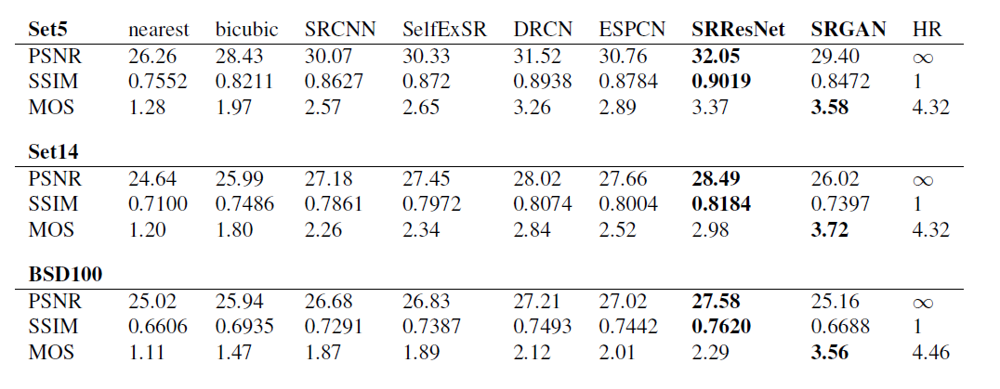 Set5 nearest bicubic SRCNN SelfExSR DRCN ESPCN SRResNet SRGAN HR
PSNR 26.26 28.43 30.07 30.33 31.52 30.76 32.05 29.40 ∞
SSIM 0.7552 0.8211 0.8627 0.872 0.8938 0.8784 0.9019 0.8472 1
MOS 1.28 1.97 2.57 2.65 3.26 2.89 3.37 3.58 4.32
Set14
PSNR 24.64 25.99 27.18 27.45 28.02 27.66 28.49 26.02 ∞
SSIM 0.7100 0.7486 0.7861 0.7972 0.8074 0.8004 0.8184 0.7397 1
MOS 1.20 1.80 2.26 2.34 2.84 2.52 2.98 3.72 4.32
BSD100
PSNR 25.02 25.94 26.68 26.83 27.21 27.02 27.58 25.16 ∞
SSIM 0.6606 0.6935 0.7291 0.7387 0.7493 0.7442 0.7620 0.6688 1
MOS 1.11 1.47 1.87 1.89 2.12 2.01 2.29 3.56 4.46